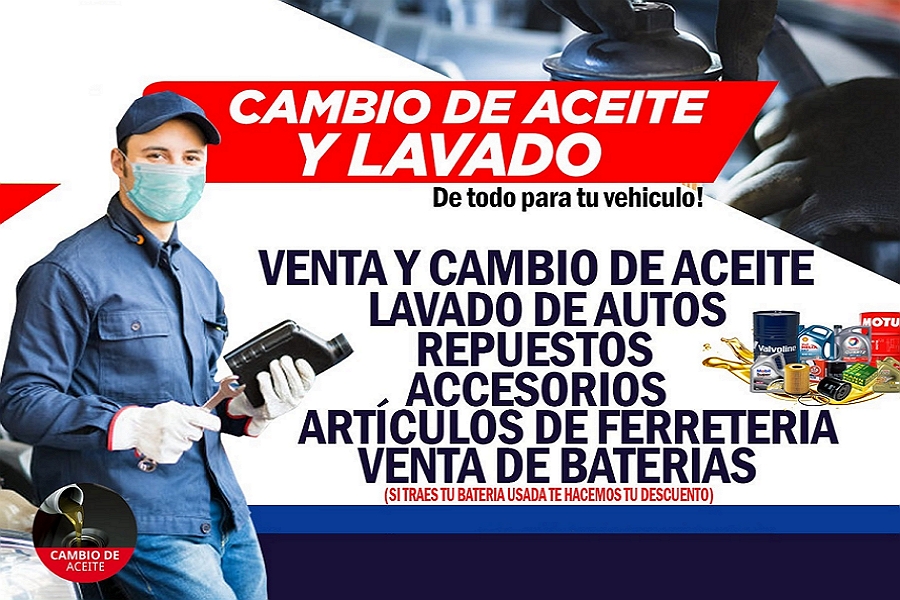 CAMBIO DE ACEITE
Y LAVADO
De todo para tu vehiculo!
VENTA Y CAMBIO DE ACEITE
LAVADO DE AUTOS
REPUESTOS
ACCESORIOS
ARTÍCULOS DE FERRETERIA
VENTA DE BATERIAS
(SI TRAES TU BATERIA USADA TE HACEMOS TU DESCUENTO)
MOTU
Valvoline
CAMBIO DE
ACEITE